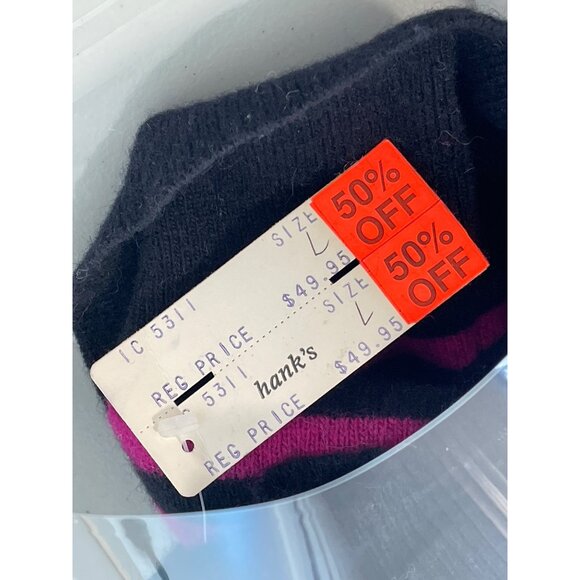 50%
OFF
SIZE
L
IC 5311
REG PRICE $49.95
50%
OFF
SIZE
L
5311
hank's
REG PRICE $49.95